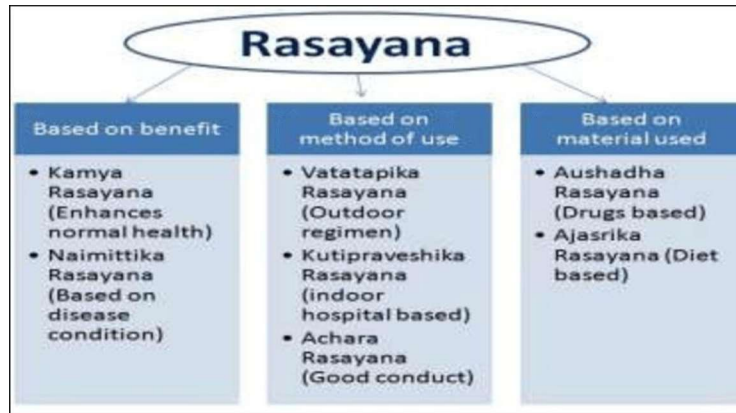 Rasayana
Based on benefit
• Kamya
Rasayana
(Enhances
normal health)
• Naimittika
Rasayana
(Based on
disease
condition)
Based on
method of use
• Vatatapika
Rasayana
(Outdoor
regimen)
• Kutipraveshika
Rasayana
(indoor
hospital based)
• Achara
Rasayana
(Good conduct)
Based on
material used
• Aushadha
Rasayana
(Drugs based)
• Ajasrika
Rasayana (Diet
based)